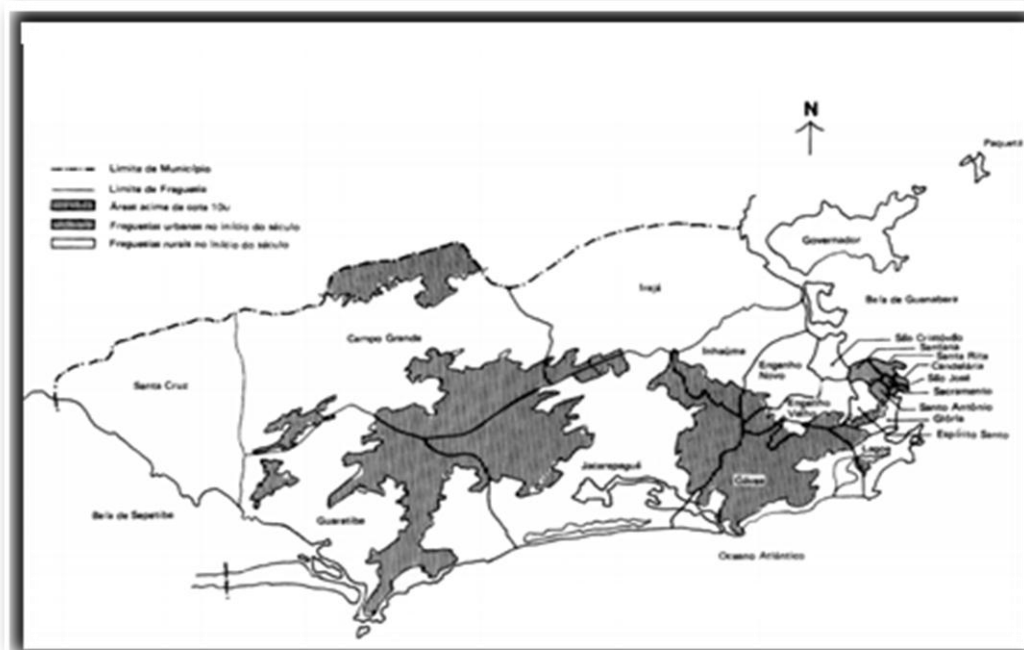 N
Paquetá
Limite de Município
Limite de Freguesia
Áreas acima da cota 10u
Freguesias urbanas no início do século
Freguesias rurais no início do século
Governador
Irajá
Baía de Guanabara
Campo Grande
São Cristóvão
Santana
Santa Rita
Candelária
São José
Sacramento
Santo Antônio
Glória
Espírito Santo
Inhaúma
Engenho
Novo
Engenho
Velho
Santa Cruz
Lagoa
Jacarepaguá
Gávea
Baía de Sepetiba
Guaratiba
Oceano Atlântico